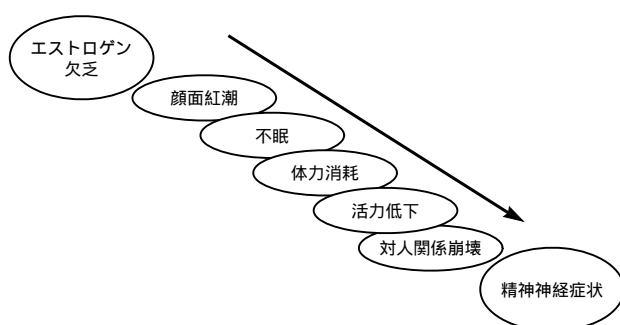 エストロゲン
欠乏
顔面紅潮
不眠
体力消耗
活力低下
対人関係崩壊
精神神経症状